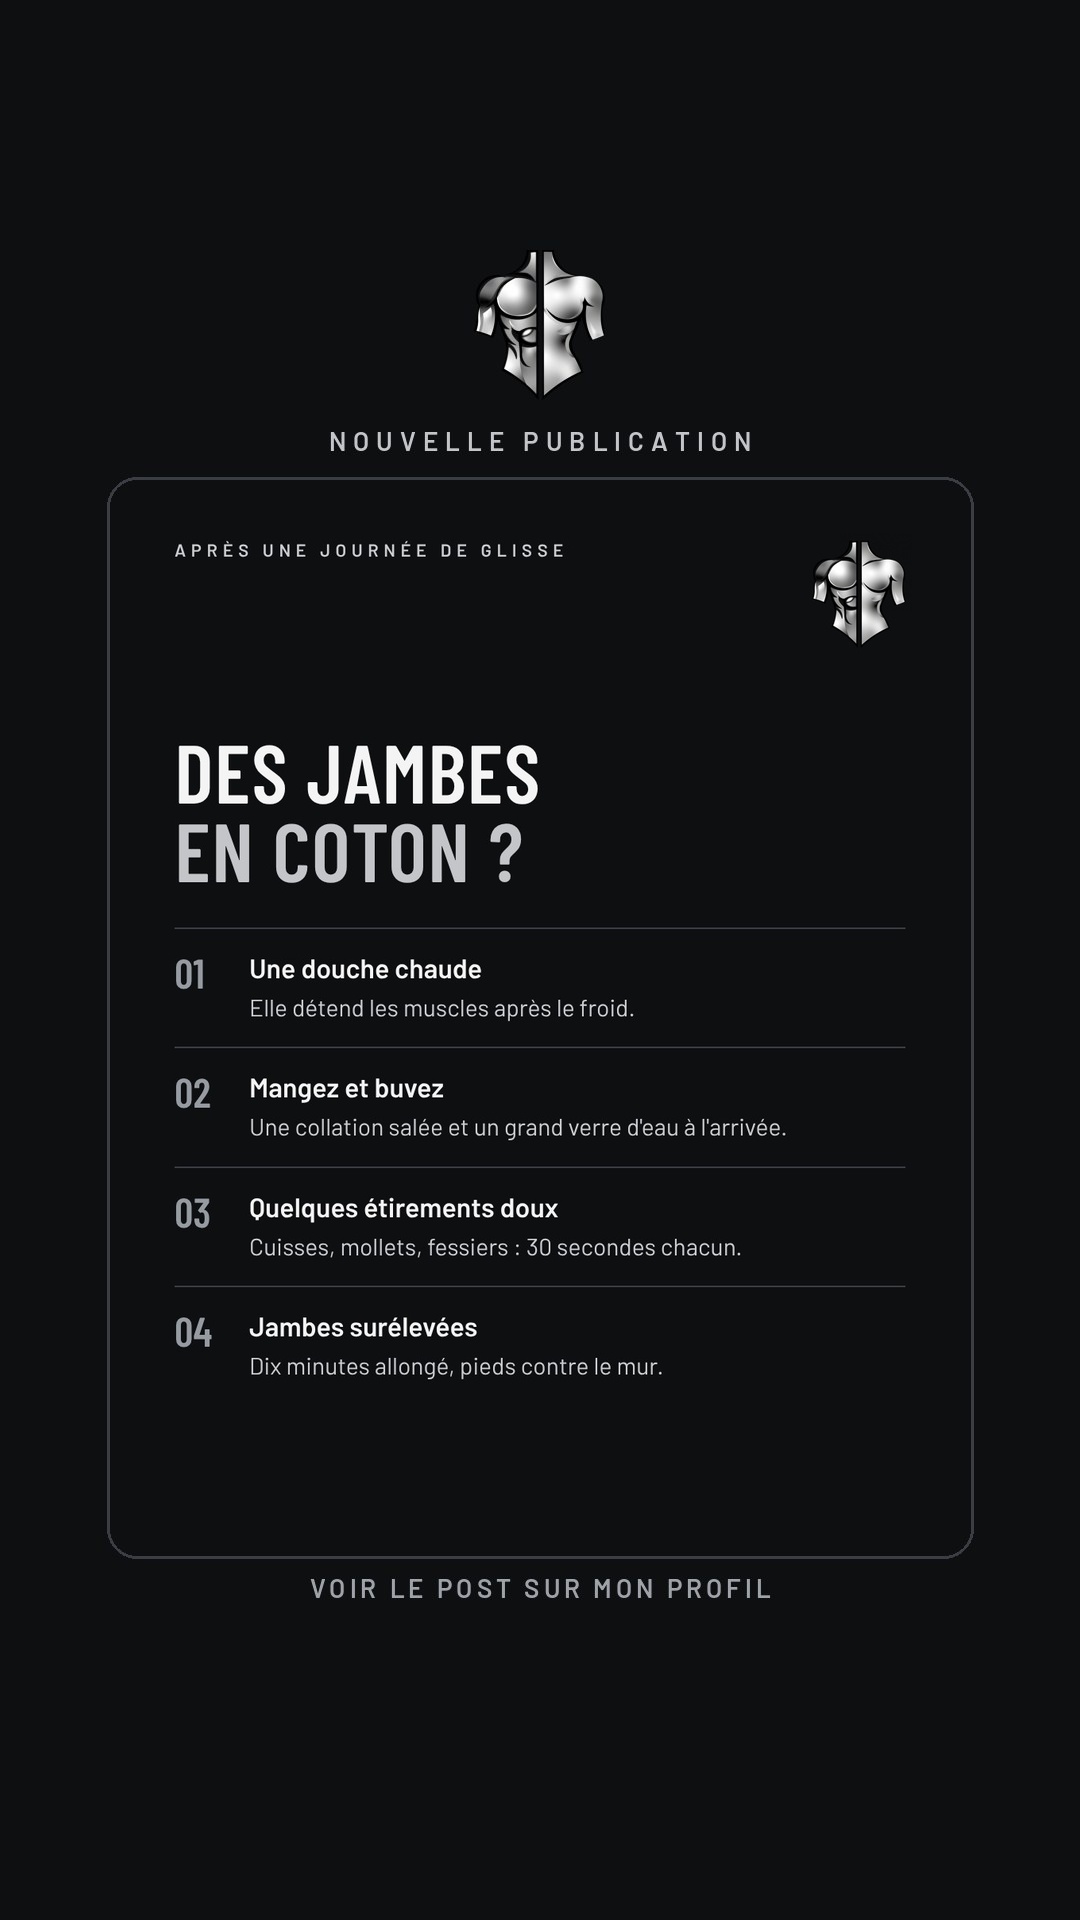 NOUVELLE PUBLICATION
APRÈS UNE JOURNÉE DE GLISSE
DES JAMBES
EN COTON ?
01
Une douche chaude
Elle détend les muscles après le froid.
02
Mangez et buvez
Une collation salée et un grand verre d'eau à l'arrivée.
03
Quelques étirements doux
Cuisses, mollets, fessiers : 30 secondes chacun.
04
Jambes surélevées
Dix minutes allongé, pieds contre le mur.
VOIR LE POST SUR MON PROFIL